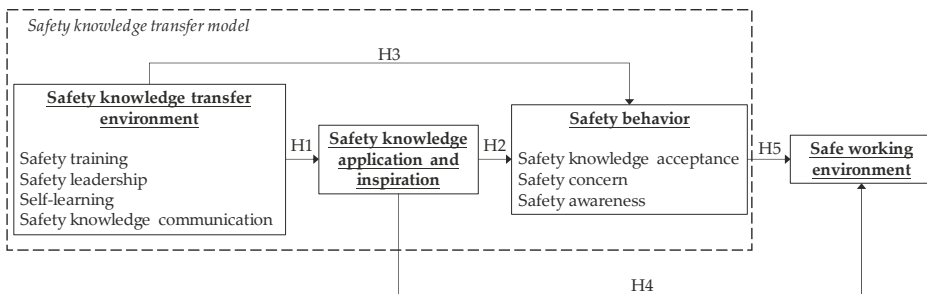 Safety knowledge transfer model
H3
Safety knowledge transfer
environment
Safety training
Safety leadership
Self-learning
Safety knowledge communication
H1
Safety knowledge
application and
inspiration
H2
Safety behavior
Safety knowledge acceptance
Safety concern
Safety awareness
H5
Safe working
environment
H4